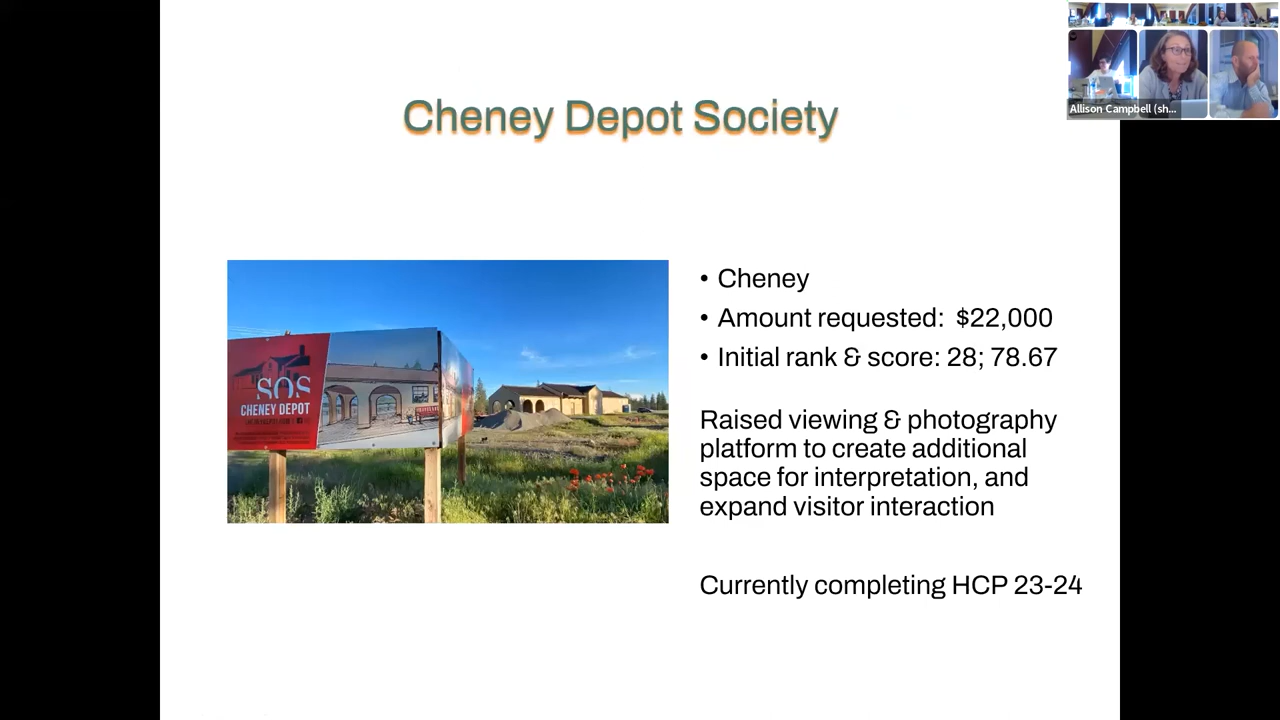 Allison Campbell (sh...
Cheney Depot Society
SOS
CHENEY DEPOT
• Cheney
• Amount requested: $22,000
• Initial rank & score: 28; 78.67
Raised viewing & photography
platform to create additional
space for interpretation, and
expand visitor interaction
Currently completing HCP 23-24